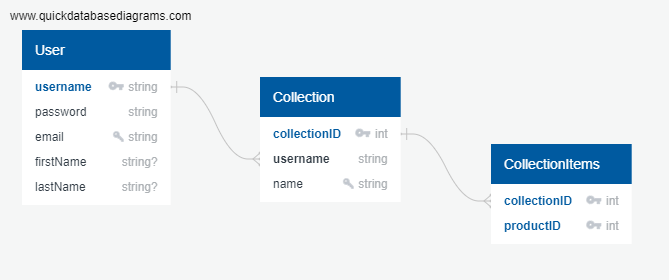 www.quickdatabasediagrams.com
User
username string
password string
email string
firstName string?
lastName string?
Collection
collectionID int
username string
name string
CollectionItems
collectionID int
productID int